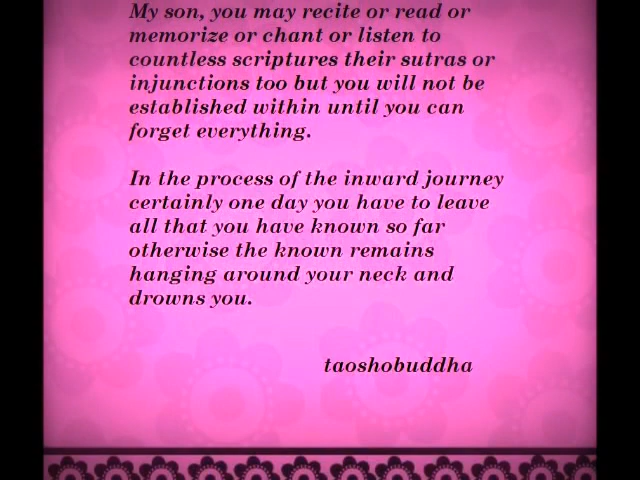 My son, you may recite or read or
memorize or chant or listen to
countless scriptures their sutras or
injunctions too but you will not be
established within until you can
forget everything.
In the process of the inward journey
certainly one day you have to leave
all that you have known so far
otherwise the known remains
hanging around your neck and
drowns you.
taoshobuddha